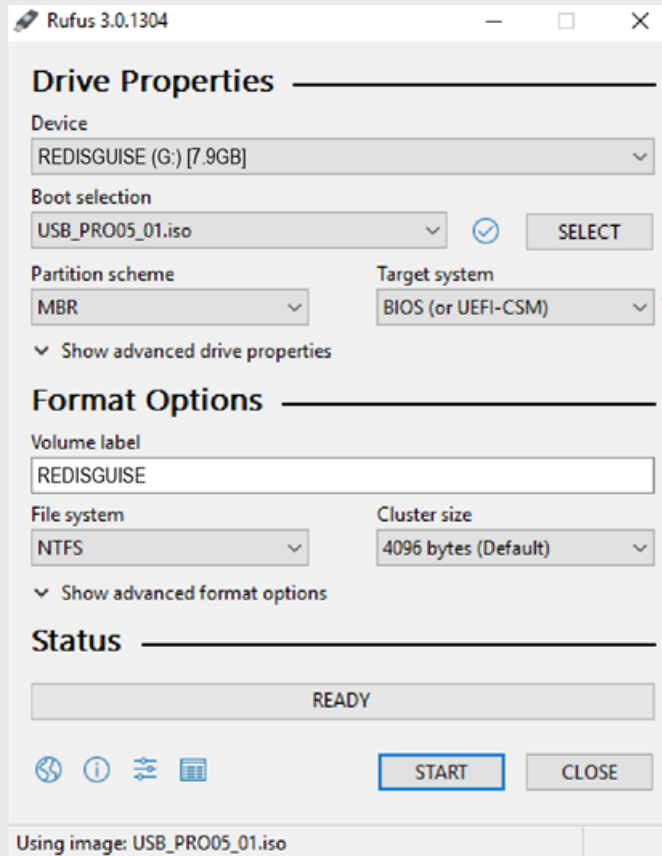 Rufus 3.0.1304
Drive Properties
Device
REDISGUISE (G:) [7.9GB]
Boot selection
USB_PRO05_01.iso
SELECT
Partition scheme
Target system
MBR
BIOS (or UEFI-CSM)
Show advanced drive properties
Format Options
Volume label
REDISGUISE
File system
Cluster size
NTFS
4096 bytes (Default)
Show advanced format options
Status
READY
START
CLOSE
Using image: USB_PRO05_01.iso